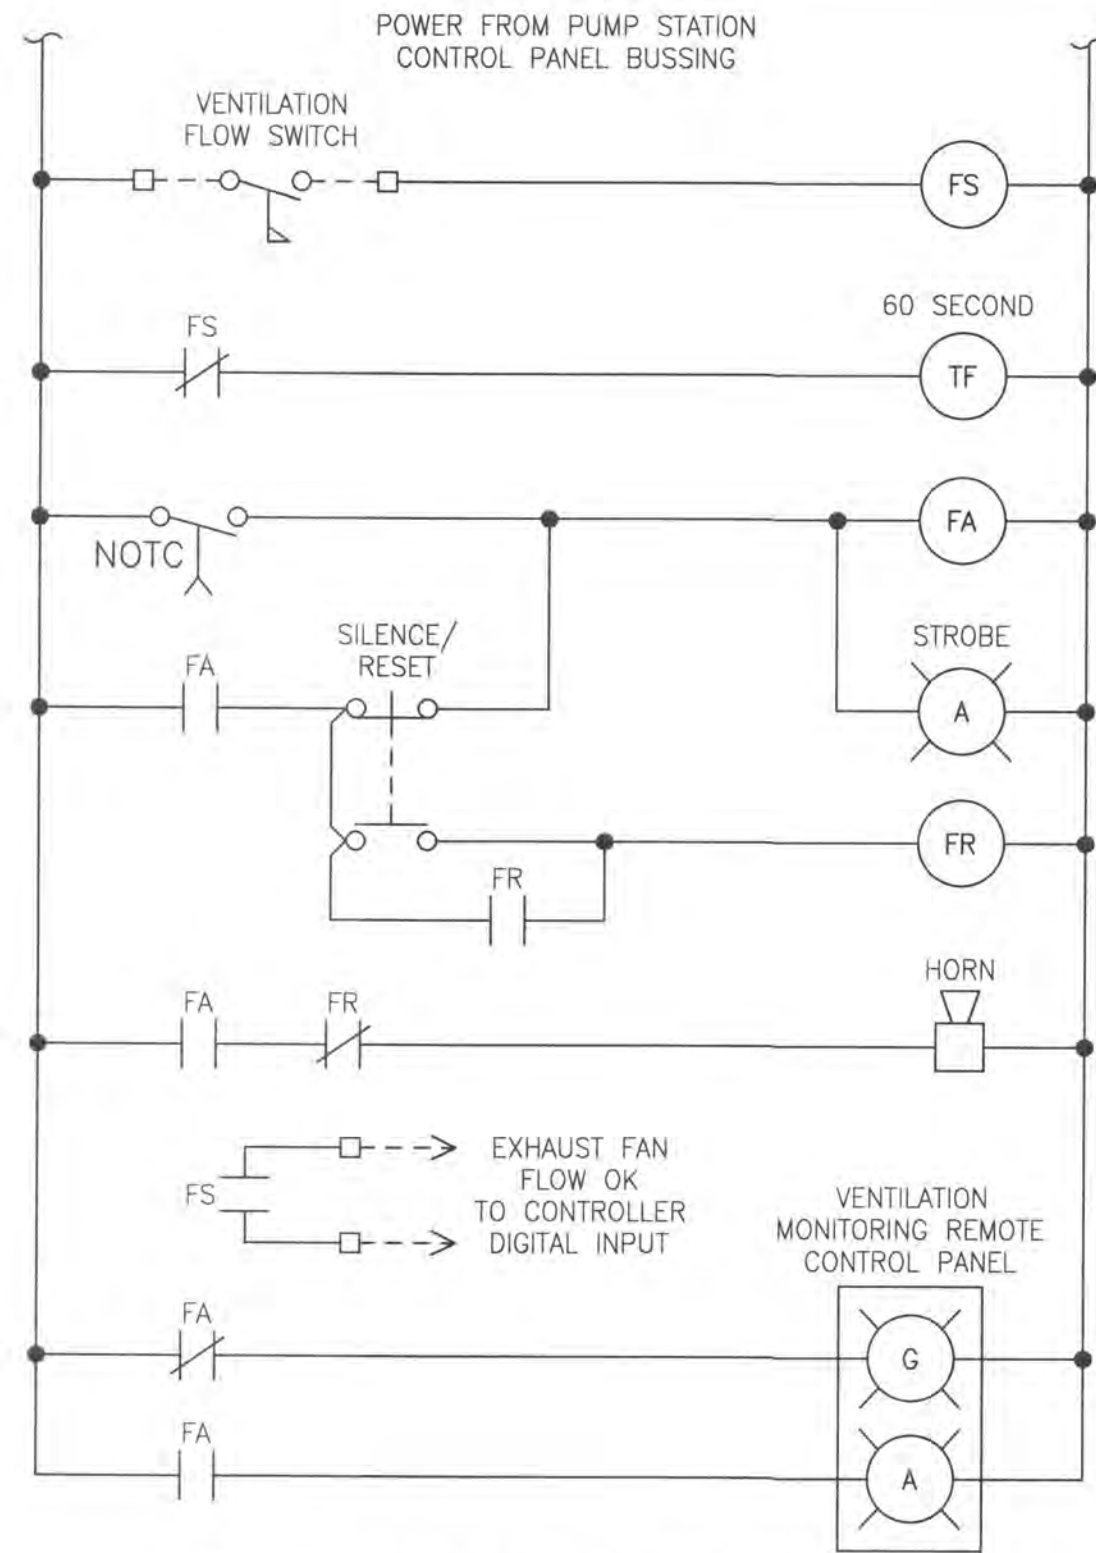 POWER FROM PUMP STATION
CONTROL PANEL BUSSING
VENTILATION
FLOW SWITCH
FS
60 SECOND
FS
TF
NOTC
FA
SILENCE/
RESET
FA
STROBE
A
FR
FR
HORN
FA
FR
FS
EXHAUST FAN
FLOW OK
TO CONTROLLER
DIGITAL INPUT
VENTILATION
MONITORING REMOTE
CONTROL PANEL
FA
G
FA
A